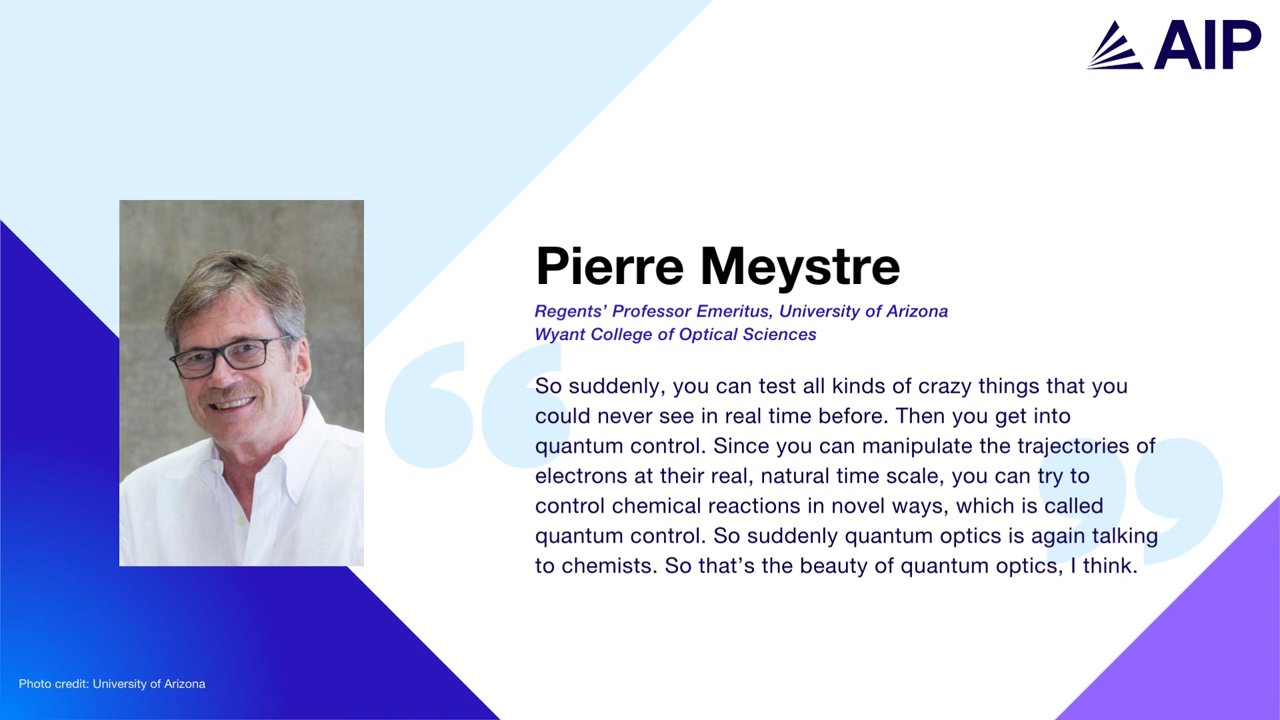 AIP
Pierre Meystre
Regents’ Professor Emeritus, University of Arizona
Wyant College of Optical Sciences
So suddenly, you can test all kinds of crazy things that you
could never see in real time before. Then you get into
quantum control. Since you can manipulate the trajectories of
electrons at their real, natural time scale, you can try to
control chemical reactions in novel ways, which is called
quantum control. So suddenly quantum optics is again talking
to chemists. So that’s the beauty of quantum optics, I think.
Photo credit: University of Arizona